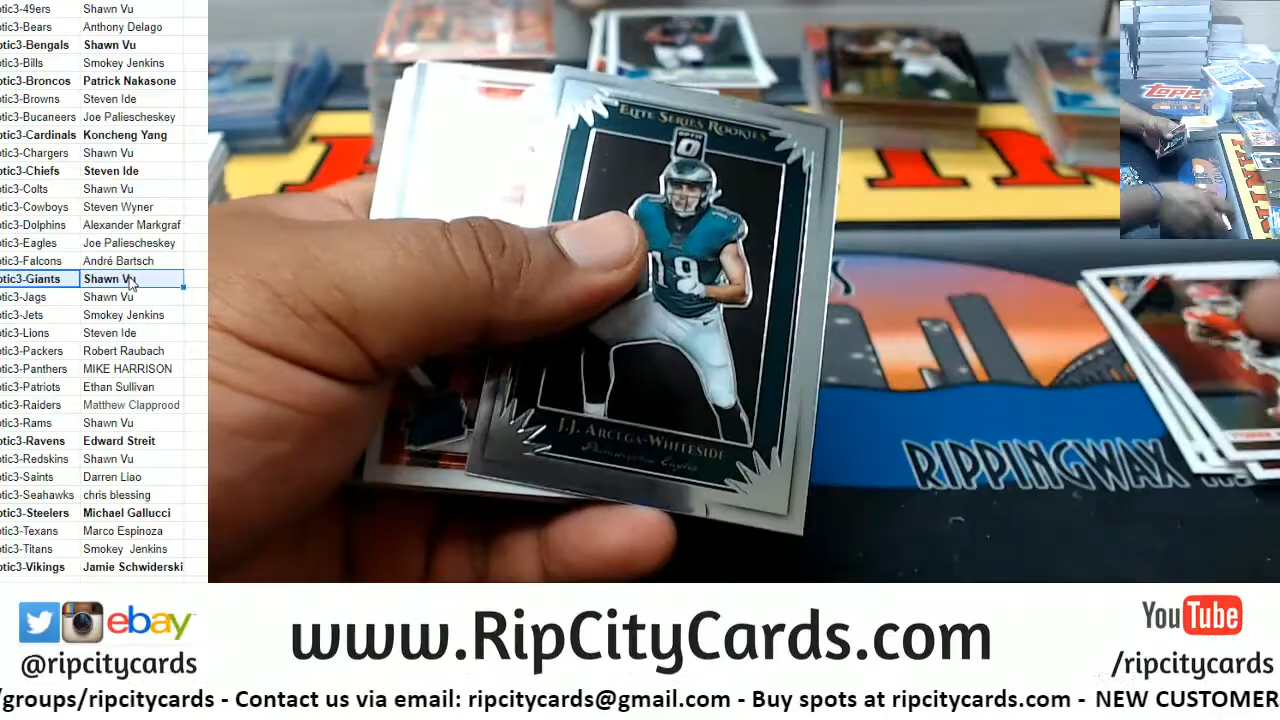 otic3-49ers Shawn Vu
otic3-Bears Anthony Delago
otic3-Bengals Shawn Vu
otic3-Bills Smokey Jenkins
otic3-Broncos Patrick Nakasone
otic3-Browns Steven Ide
otic3-Bucaneers Joe Paliescheskey
otic3-Cardinals Koncheng Yang
otic3-Chargers Shawn Vu
otic3-Chiefs Steven Ide
otic3-Colts Shawn Vu
otic3-Cowboys Steven Wyner
otic3-Dolphins Alexander Markgraf
otic3-Eagles Joe Paliescheskey
otic3-Falcons André Bartsch
otic3-Giants Shawn Vu
otic3-Jags Shawn Vu
otic3-Jets Smokey Jenkins
otic3-Lions Steven Ide
otic3-Packers Robert Raubach
otic3-Panthers MIKE HARRISON
otic3-Patriots Ethan Sullivan
otic3-Raiders Matthew Clapprood
otic3-Rams Shawn Vu
otic3-Ravens Edward Streit
otic3-Redskins Shawn Vu
otic3-Saints Darren Liao
otic3-Seahawks chris blessing
otic3-Steelers Michael Gallucci
otic3-Texans Marco Espinoza
otic3-Titans Smokey Jenkins
otic3-Vikings Jamie Schwiderski
ELITE SERIES ROOKIES
OPTIC
19
J.J. ARCEGA-WHITESIDE
Philadelphia Eagles
TOPPS
RIPPINGWAX
ebay
@ripcitycards
www.RipCityCards.com
YouTube
/ripcitycards
/groups/ripcitycards - Contact us via email: ripcitycards@gmail.com - Buy spots at ripcitycards.com - NEW CUSTOMER